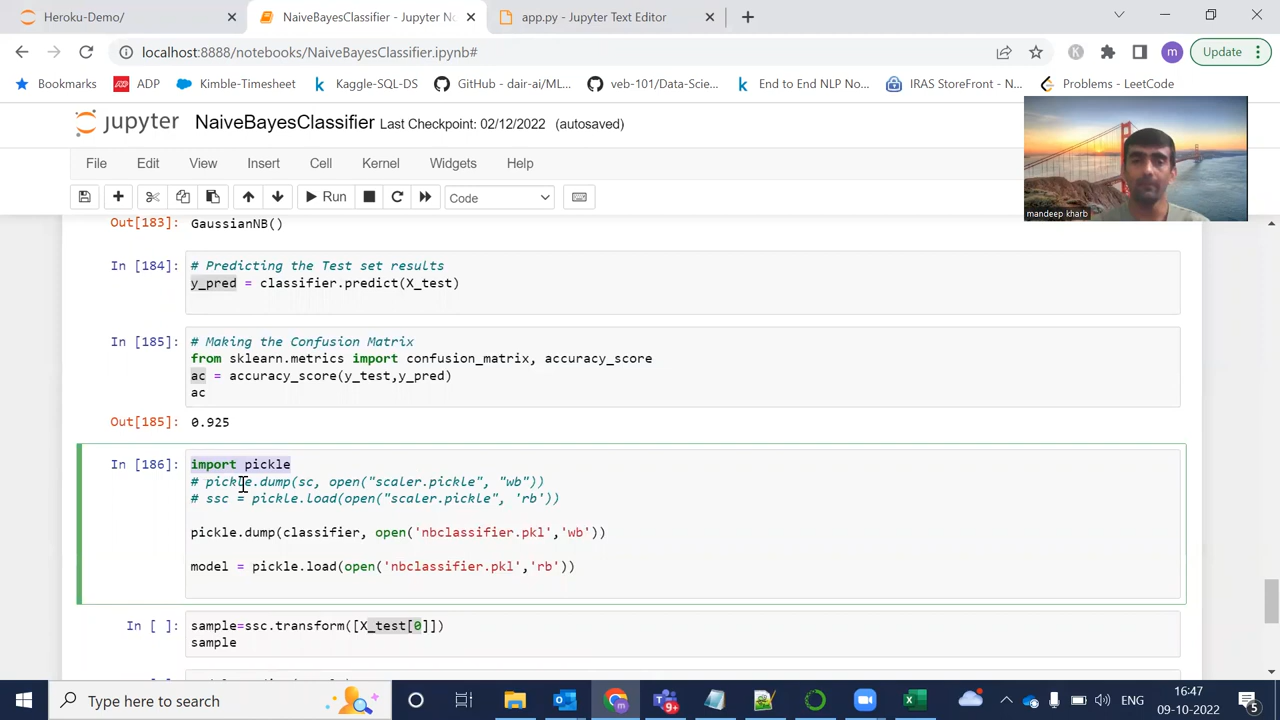 Heroku-Demo/
NaiveBayesClassifier - Jupyter No
app.py - Jupyter Text Editor
localhost:8888/notebooks/NaiveBayesClassifier.ipynb#
K
m
Update
Bookmarks
ADP
Kimble-Timesheet
Kaggle-SQL-DS
GitHub - dair-ai/ML...
veb-101/Data-Scie...
End to End NLP No...
IRAS StoreFront - N...
Problems - LeetCode
jupyter NaiveBayesClassifier Last Checkpoint: 02/12/2022 (autosaved)
mandeep kharb
File Edit View Insert Cell Kernel Widgets Help
Run
Code
Out[183]: GaussianNB()
In [184]: # Predicting the Test set results
y_pred = classifier.predict(X_test)
In [185]: # Making the Confusion Matrix
from sklearn.metrics import confusion_matrix, accuracy_score
ac = accuracy_score(y_test,y_pred)
ac
Out[185]: 0.925
In [186]: import pickle
# pickle.dump(sc, open("scaler.pickle", "wb"))
# ssc = pickle.load(open("scaler.pickle", 'rb'))
pickle.dump(classifier, open('nbclassifier.pkl','wb'))
model = pickle.load(open('nbclassifier.pkl','rb'))
In [ ]: sample=ssc.transform([X_test[0]])
sample
Type here to search
9+
ENG
16:47
09-10-2022
5